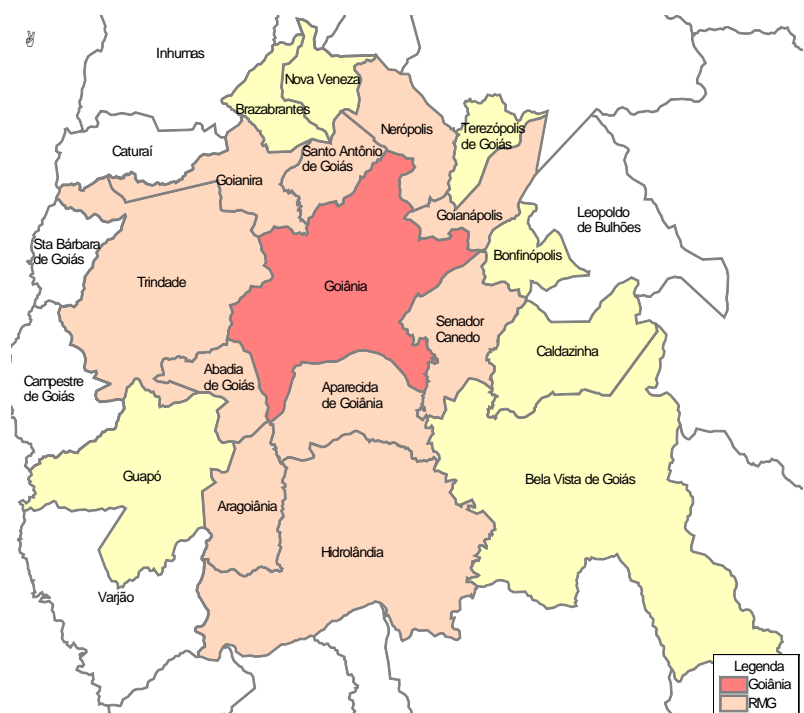 Inhumas
Nova Veneza
Brazabrantes
Nerópolis
Terezópolis
de Goiás
Caturaí
Santo Antônio
de Goiás
Goianira
Goianápolis
Leopoldo
de Bulhões
Sta Bárbara
de Goiás
Bonfinópolis
Trindade
Goiânia
Senador
Canedo
Caldazinha
Campestre
de Goiás
Abadia
de Goiás
Aparecida
de Goiânia
Guapó
Bela Vista de Goiás
Aragoiânia
Hidrolândia
Varjão
Legenda
Goiânia
RMG